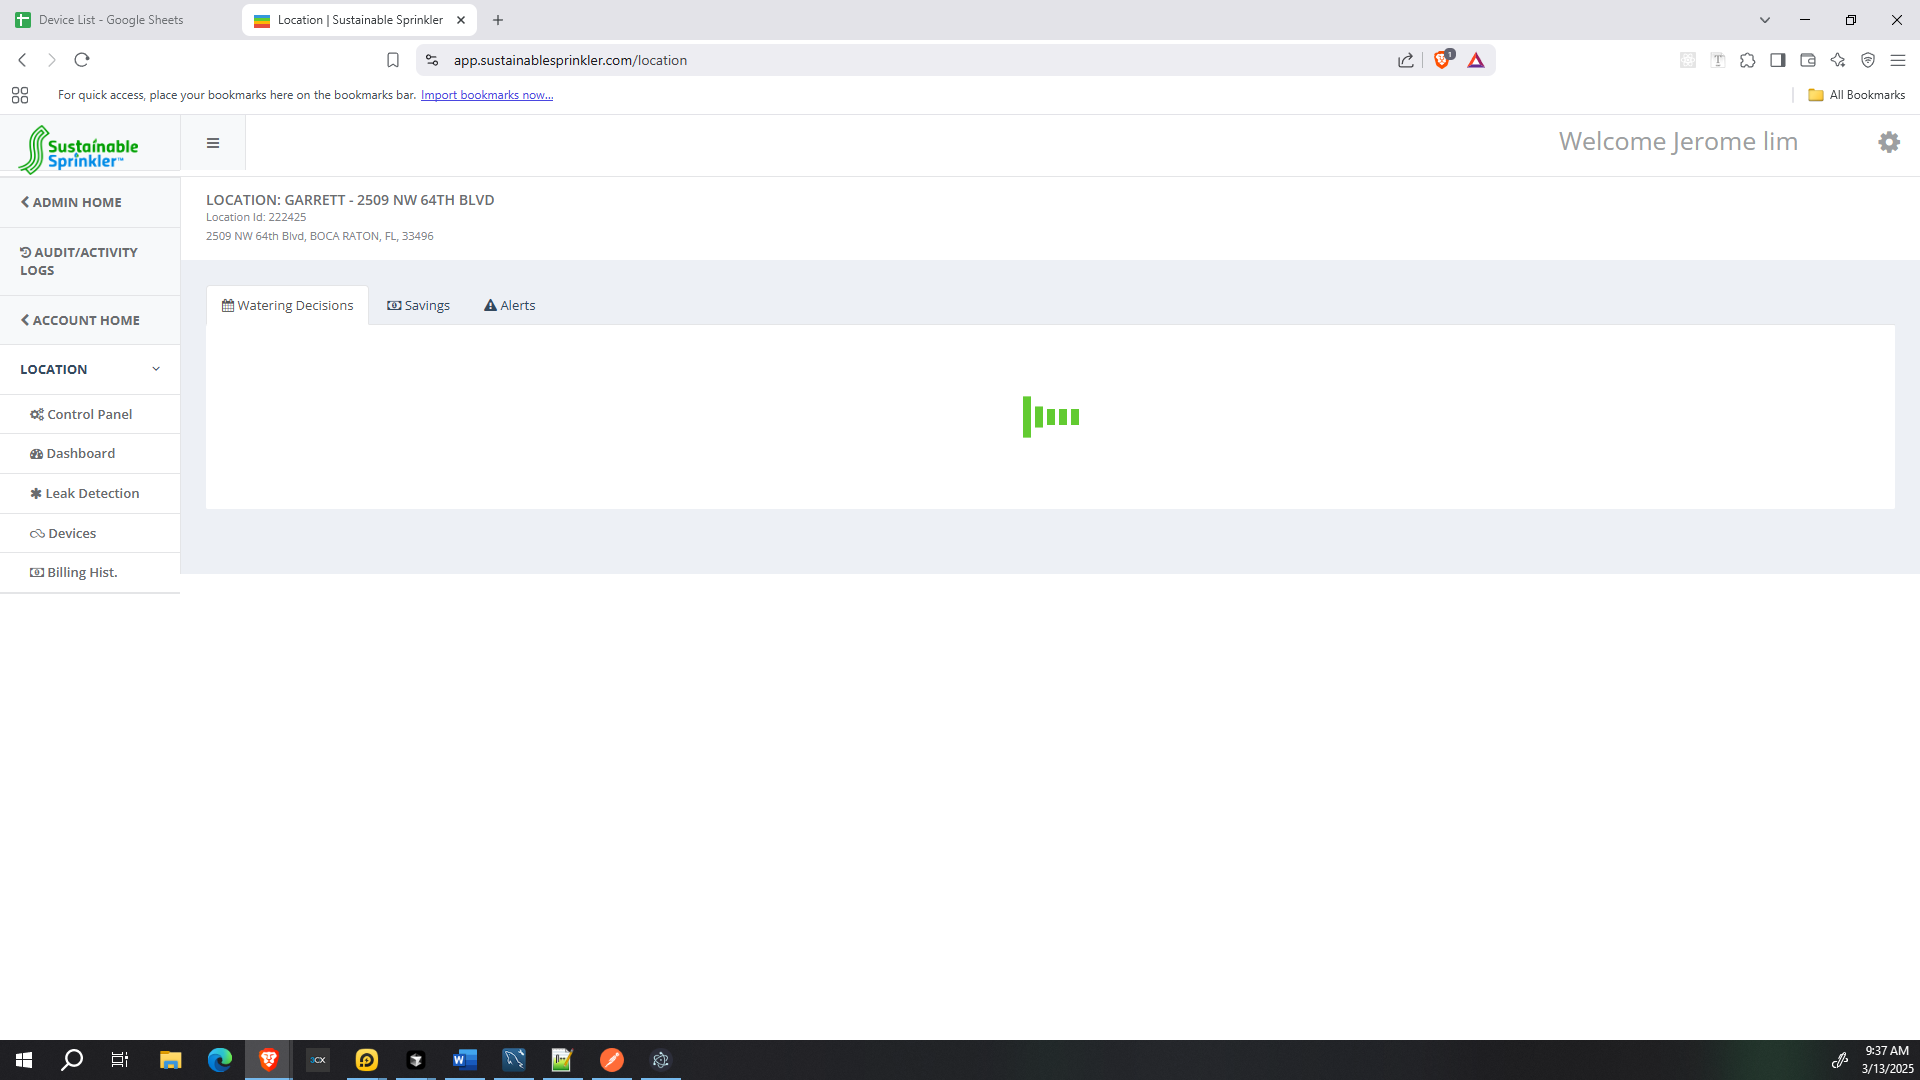 Device List - Google Sheets
Location | Sustainable Sprinkler
app.sustainablesprinkler.com/location
1
For quick access, place your bookmarks here on the bookmarks bar. Import bookmarks now...
All Bookmarks
Sustainable
Sprinkler™
Welcome Jerome lim
ADMIN HOME
AUDIT/ACTIVITY
LOGS
ACCOUNT HOME
LOCATION
Control Panel
Dashboard
Leak Detection
Devices
Billing Hist.
LOCATION: GARRETT - 2509 NW 64TH BLVD
Location Id: 222425
2509 NW 64th Blvd, BOCA RATON, FL, 33496
Watering Decisions
Savings
Alerts
3CX
9:37 AM
3/13/2025